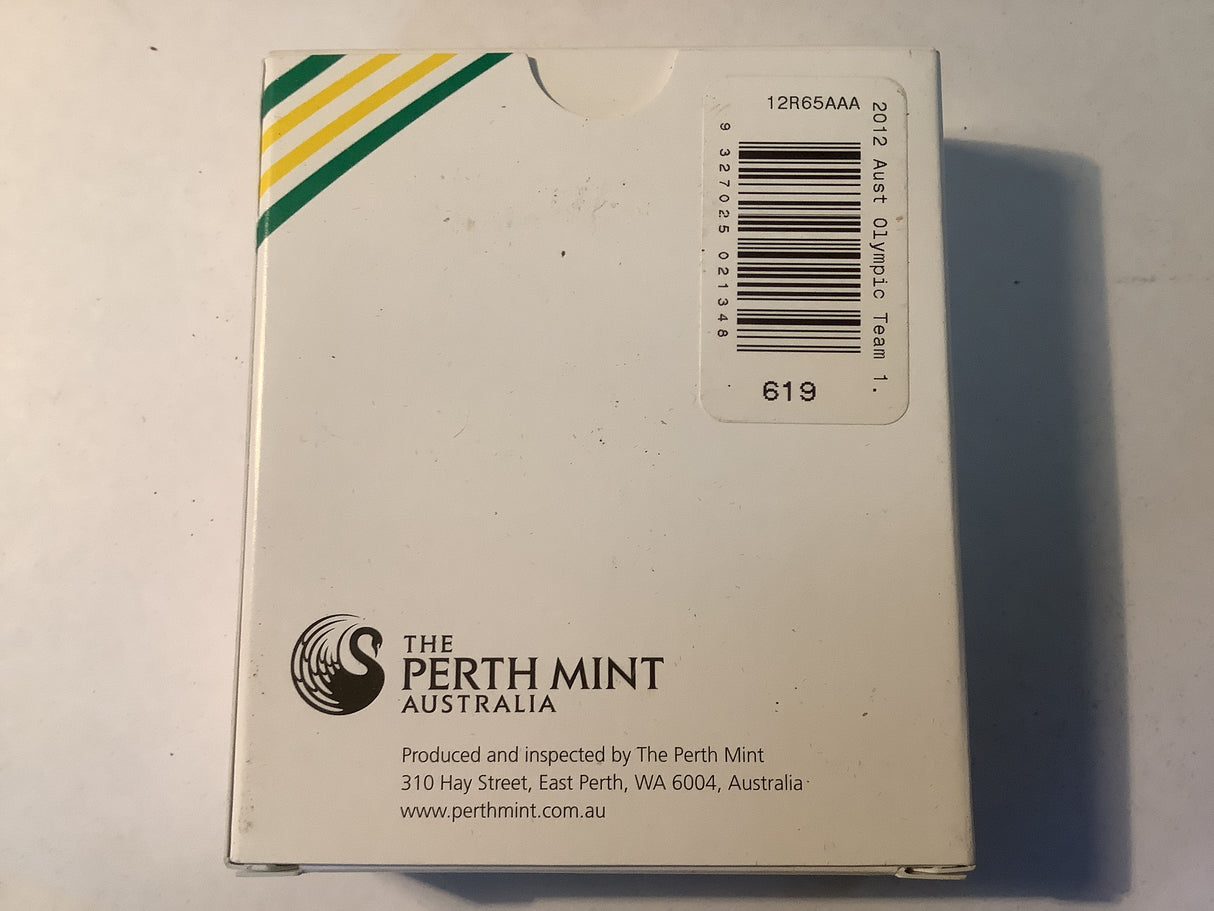 12R65AAA
2012 Aust Olympic Team 1.
9 327025 021348
619
THE
PERTH MINT
AUSTRALIA
Produced and inspected by The Perth Mint
310 Hay Street, East Perth, WA 6004, Australia
www.perthmint.com.au